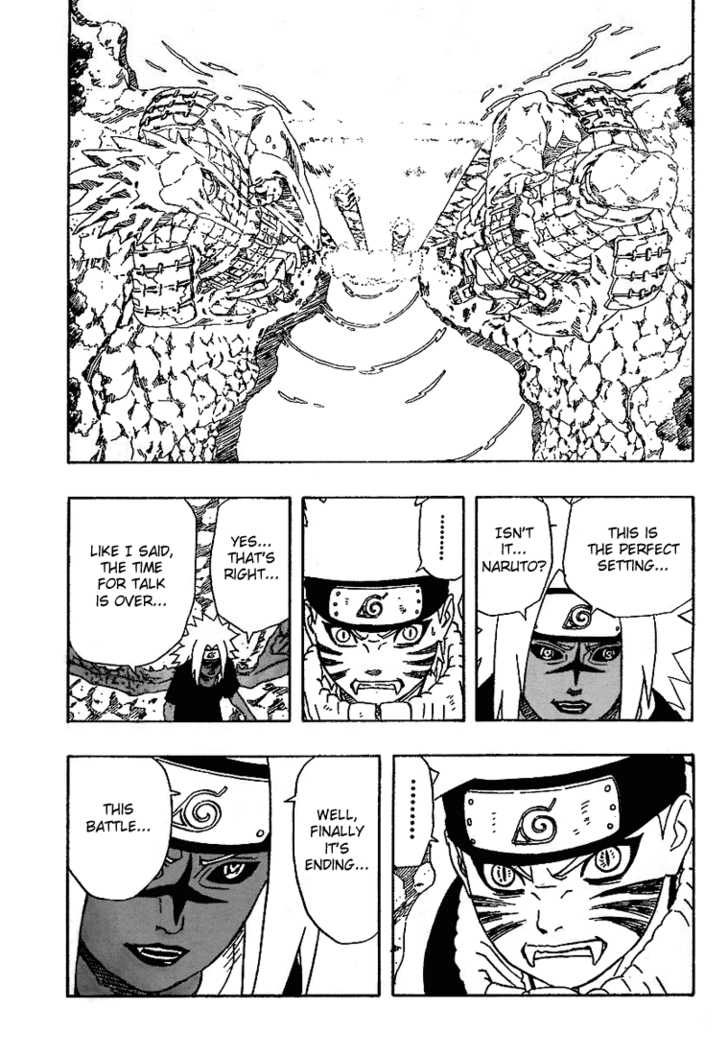 THIS IS
THE PERFECT
SETTING...
ISN'T
IT...
NARUTO?
.........
YES...
THAT'S
RIGHT...
LIKE I SAID,
THE TIME
FOR TALK
IS OVER...
.........
WELL,
FINALLY
IT'S
ENDING...
THIS
BATTLE...